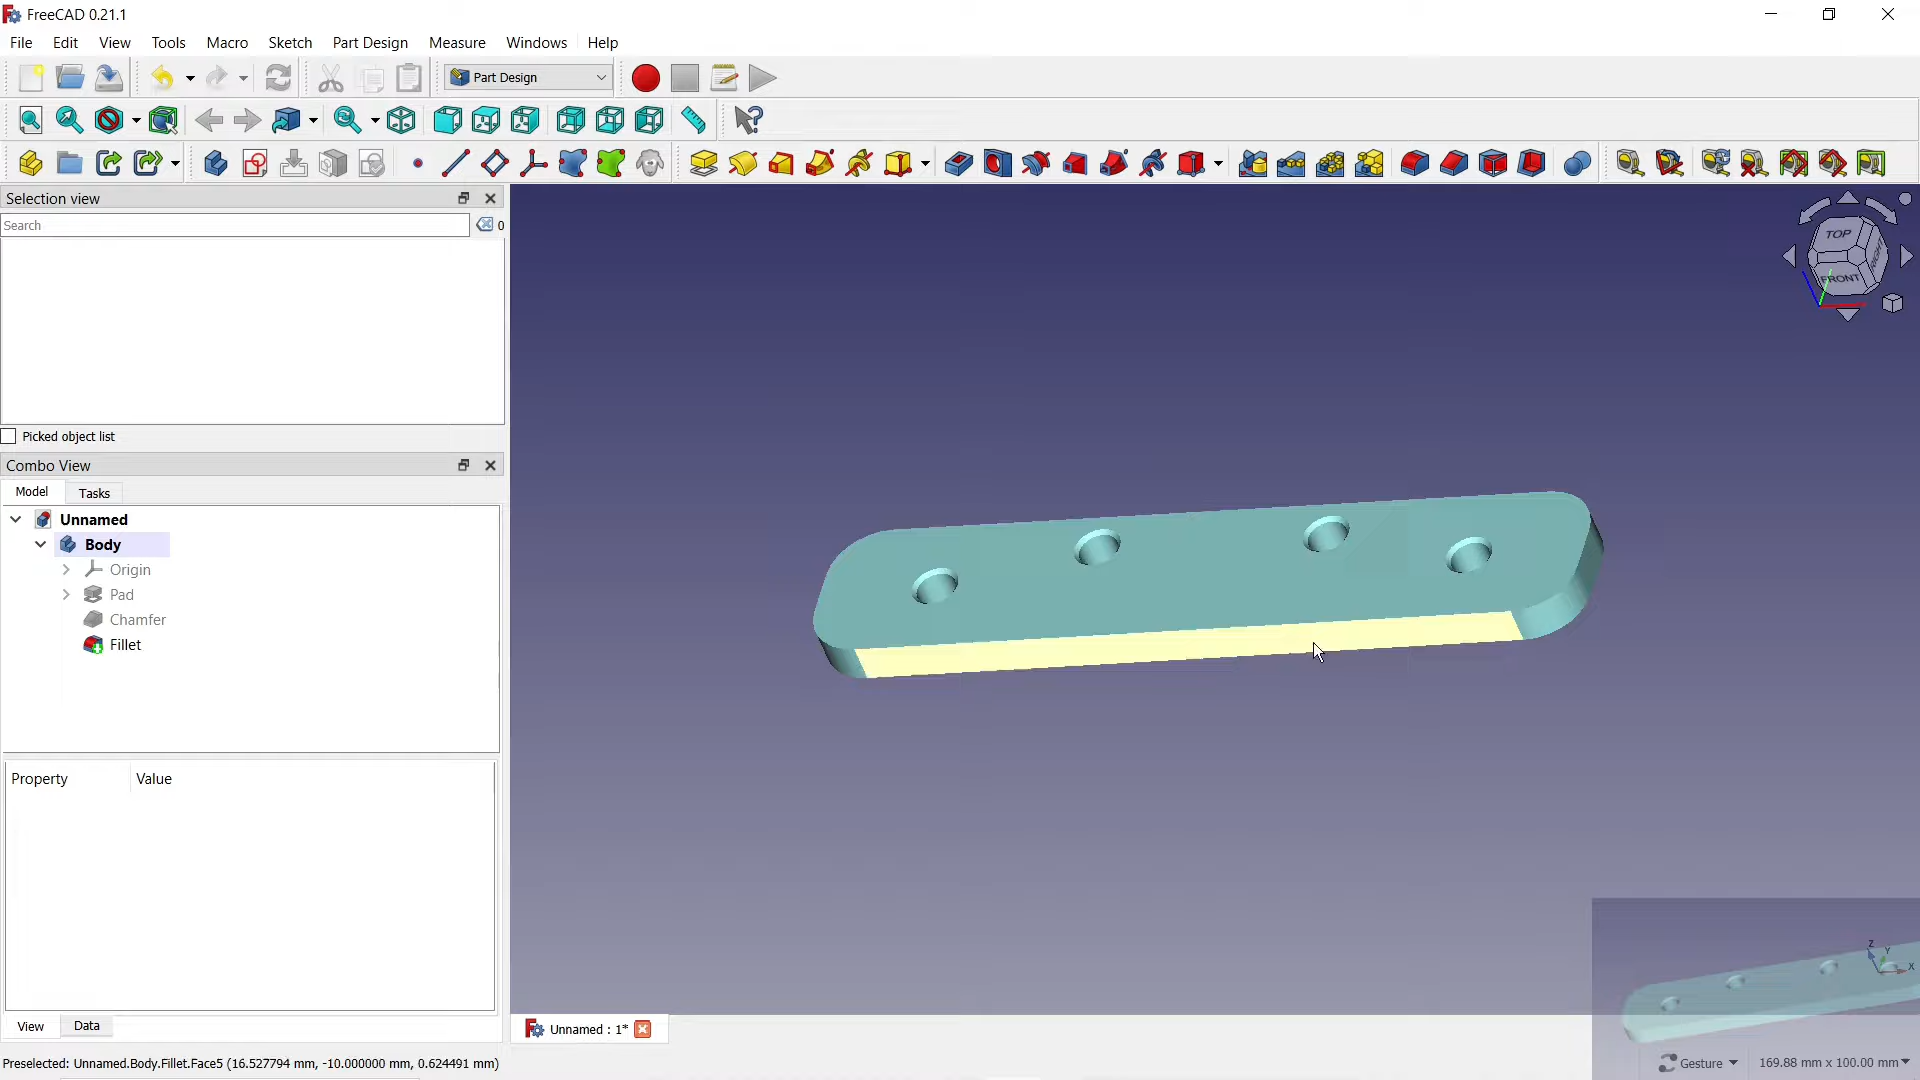 FreeCAD 0.21.1
File Edit View Tools Macro Sketch Part Design Measure Windows Help
Part Design
Selection view
Search
0
Picked object list
Combo View
Model Tasks
Unnamed
Body
Origin
Pad
Chamfer
Fillet
Property Value
View Data
TOP
FRONT
RIGHT
Z
Y
X
Unnamed : 1*
Preselected: Unnamed.Body.Fillet.Face5 (16.527794 mm, -10.000000 mm, 0.624491 mm)
Gesture 169.88 mm x 100.00 mm